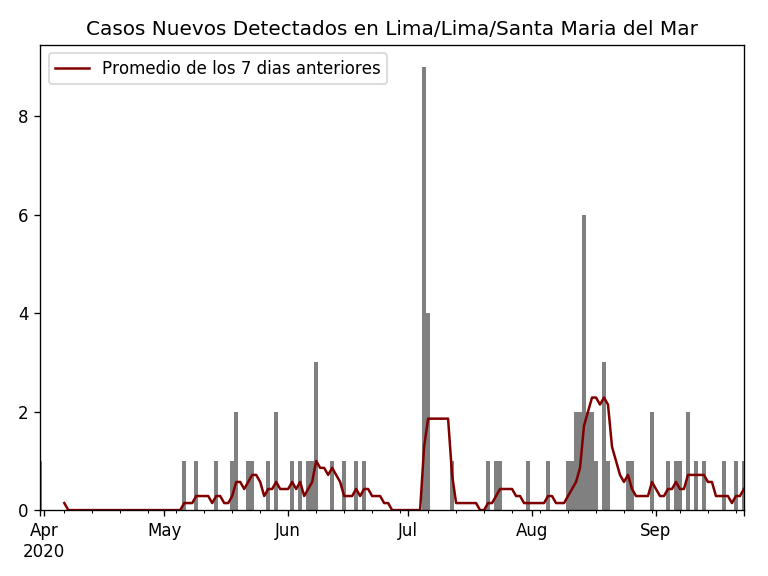 Casos Nuevos Detectados en Lima/Lima/Santa Maria del Mar
Promedio de los 7 dias anteriores
8
6
4
2
0
Apr May Jun Jul Aug Sep
2020